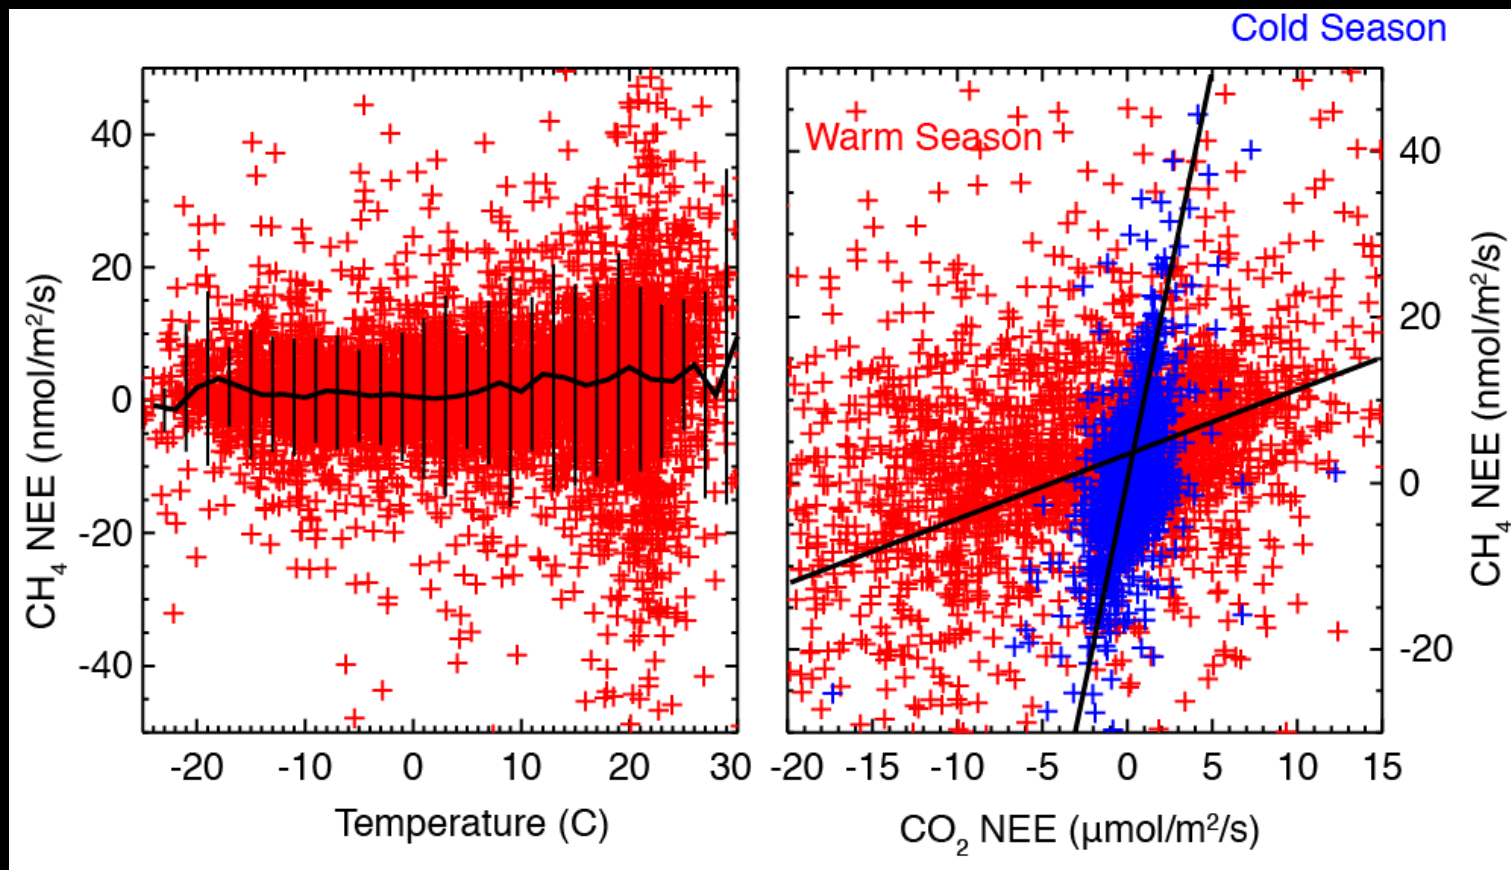 Cold Season
Warm Season
40
20
0
-20
-40
CH₄ NEE (nmol/m²/s)
-20 -10 0 10 20 30
Temperature (C)
40
20
0
-20
CH₄ NEE (nmol/m²/s)
-20 -15 -10 -5 0 5 10 15
CO₂ NEE (µmol/m²/s)